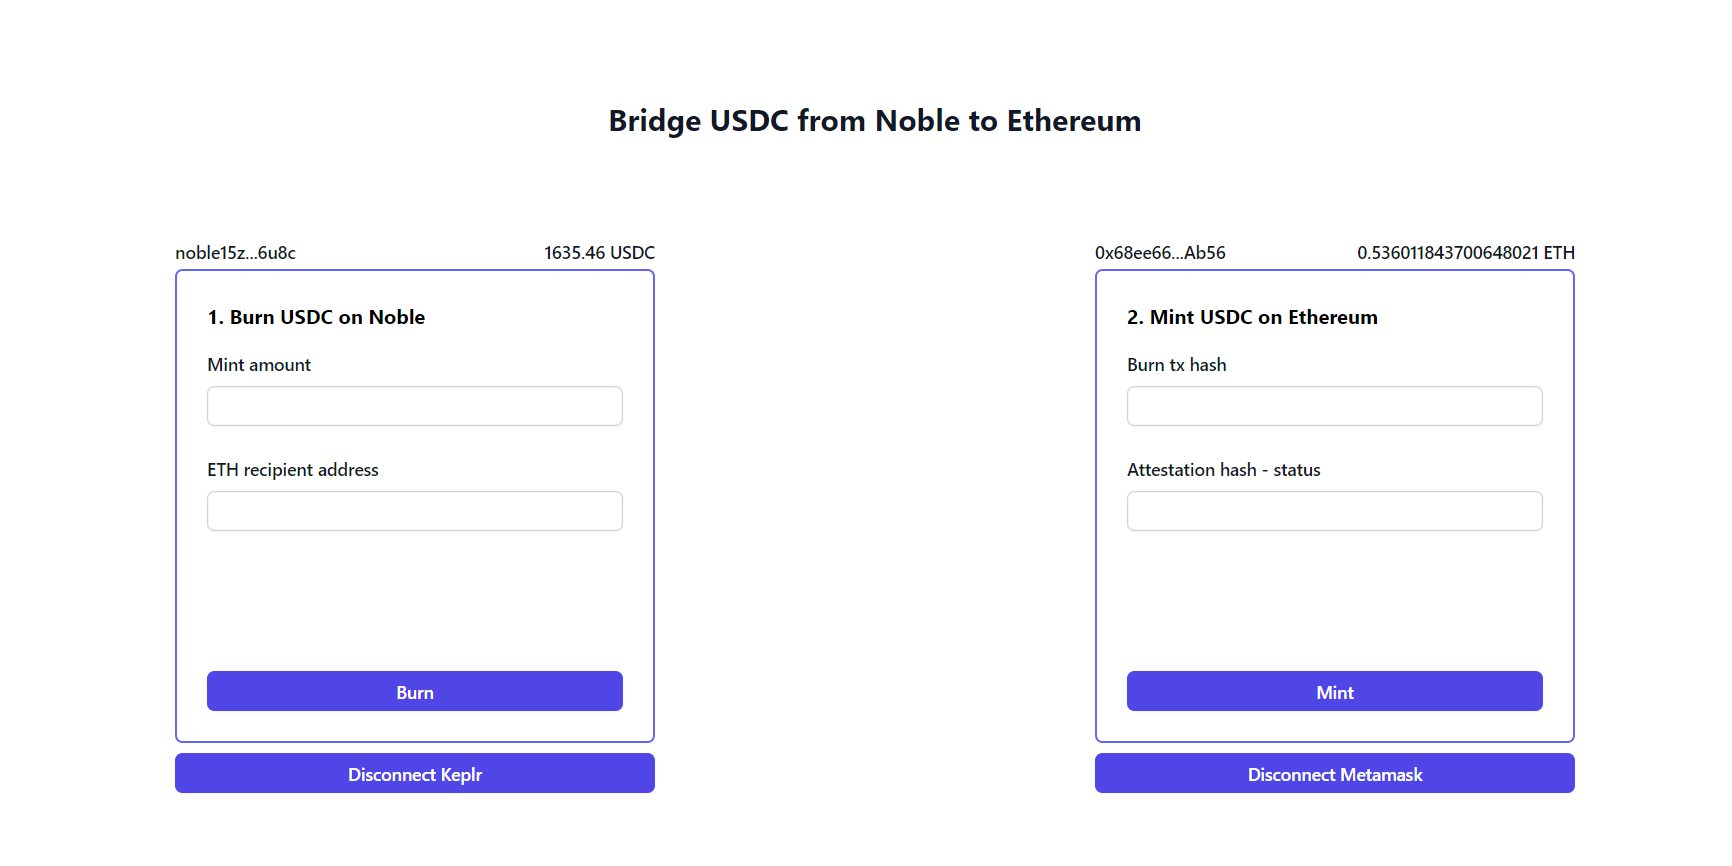 Bridge USDC from Noble to Ethereum
noble15z...6u8c 1635.46 USDC
1. Burn USDC on Noble
Mint amount
ETH recipient address
Burn
Disconnect Keplr
0x68ee66...Ab56 0.536011843700648021 ETH
2. Mint USDC on Ethereum
Burn tx hash
Attestation hash - status
Mint
Disconnect Metamask